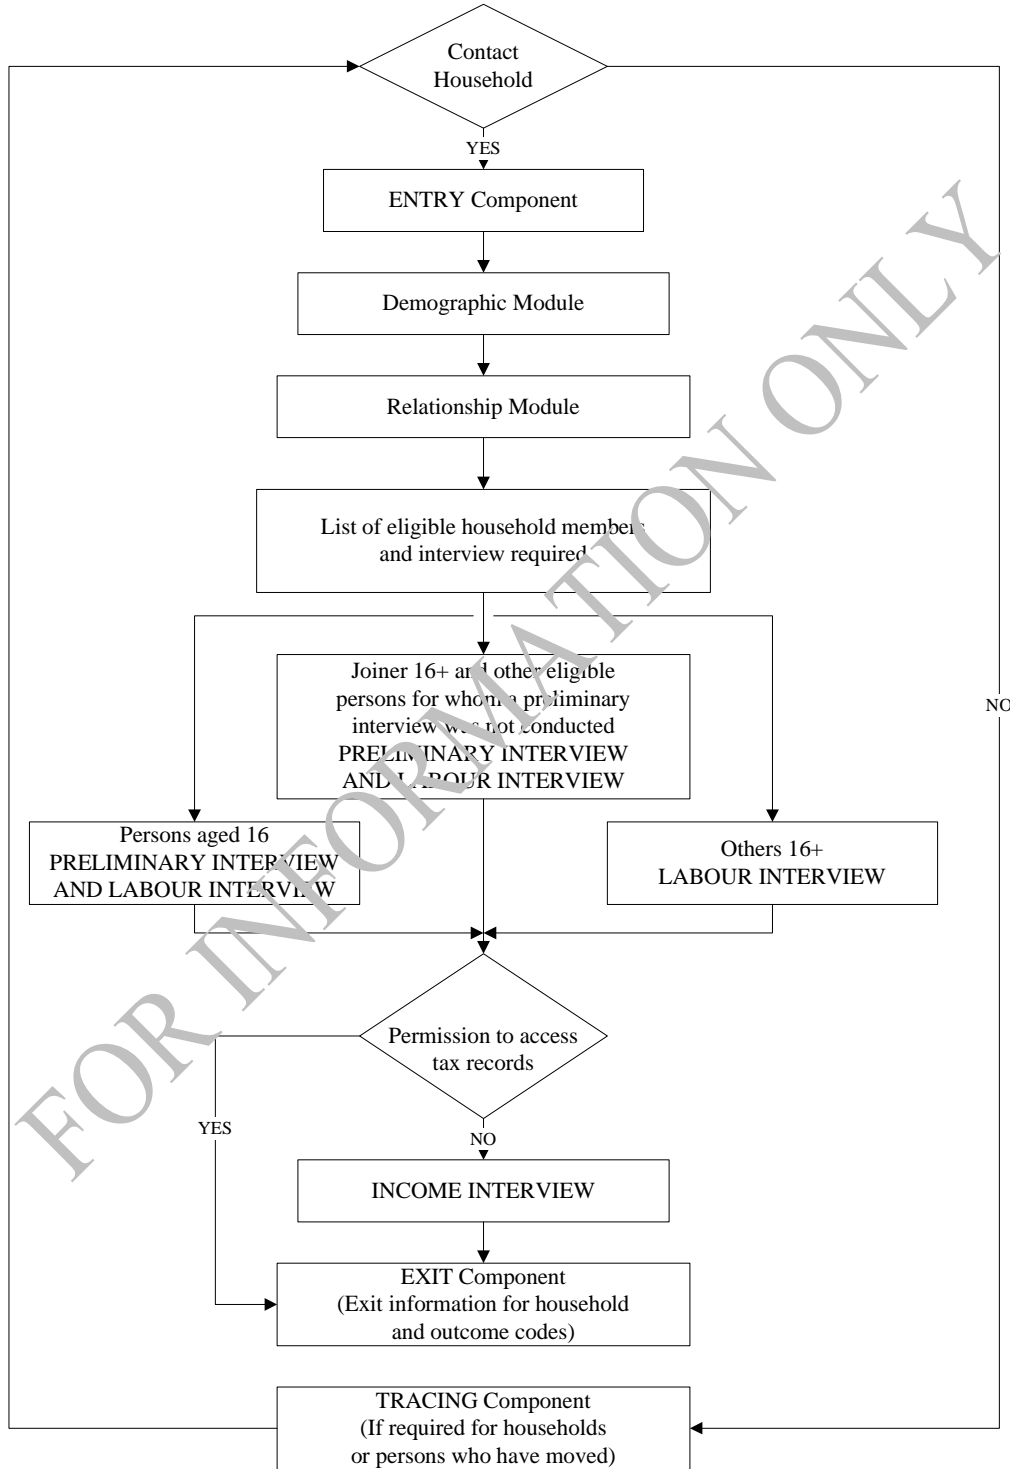 Contact
Household
YES
ENTRY Component
Demographic Module
Relationship Module
List of eligible household members
and interview required
Joiner 16+ and other eligible
persons for whom a preliminary
interview was not conducted
PRELIMINARY INTERVIEW
AND LABOUR INTERVIEW
NO
Persons aged 16
PRELIMINARY INTERVIEW
AND LABOUR INTERVIEW
Others 16+
LABOUR INTERVIEW
Permission to access
tax records
YES
NO
INCOME INTERVIEW
EXIT Component
(Exit information for household
and outcome codes)
TRACING Component
(If required for households
or persons who have moved)
FOR INFORMATION ONLY